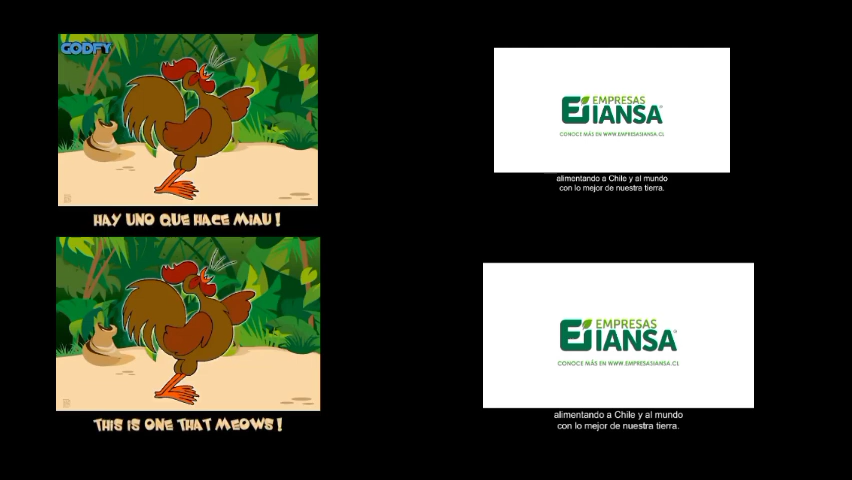 GODFY
HAY UNO QUE HACE MIAU !
THIS IS ONE THAT MEOWS !
EMPRESAS
IANSA
CONOCE MÁS EN WWW.EMPRESASIANSA.CL
alimentando a Chile y al mundo
con lo mejor de nuestra tierra.
EMPRESAS
IANSA
CONOCE MÁS EN WWW.EMPRESASIANSA.CL
alimentando a Chile y al mundo
con lo mejor de nuestra tierra.